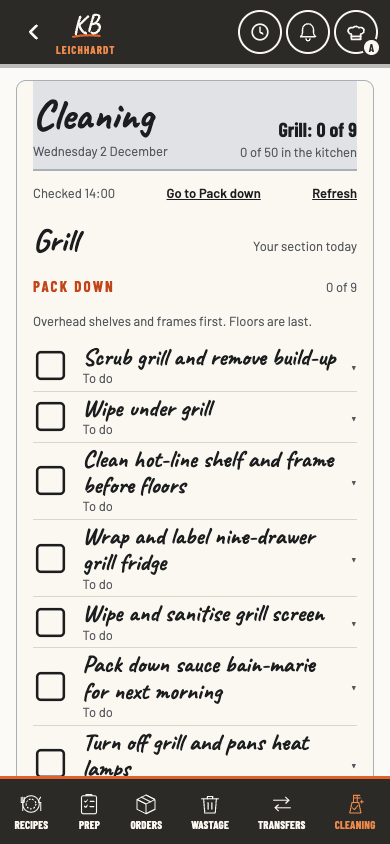 KB
LEICHHARDT
A
Cleaning
Grill: 0 of 9
Wednesday 2 December
0 of 50 in the kitchen
Checked 14:00
Go to Pack down
Refresh
Grill
Your section today
PACK DOWN
0 of 9
Overhead shelves and frames first. Floors are last.
Scrub grill and remove build-up
To do
Wipe under grill
To do
Clean hot-line shelf and frame
before floors
To do
Wrap and label nine-drawer
grill fridge
To do
Wipe and sanitise grill screen
To do
Pack down sauce bain-marie
for next morning
To do
Turn off grill and pans heat
lamps
RECIPES
PREP
ORDERS
WASTAGE
TRANSFERS
CLEANING